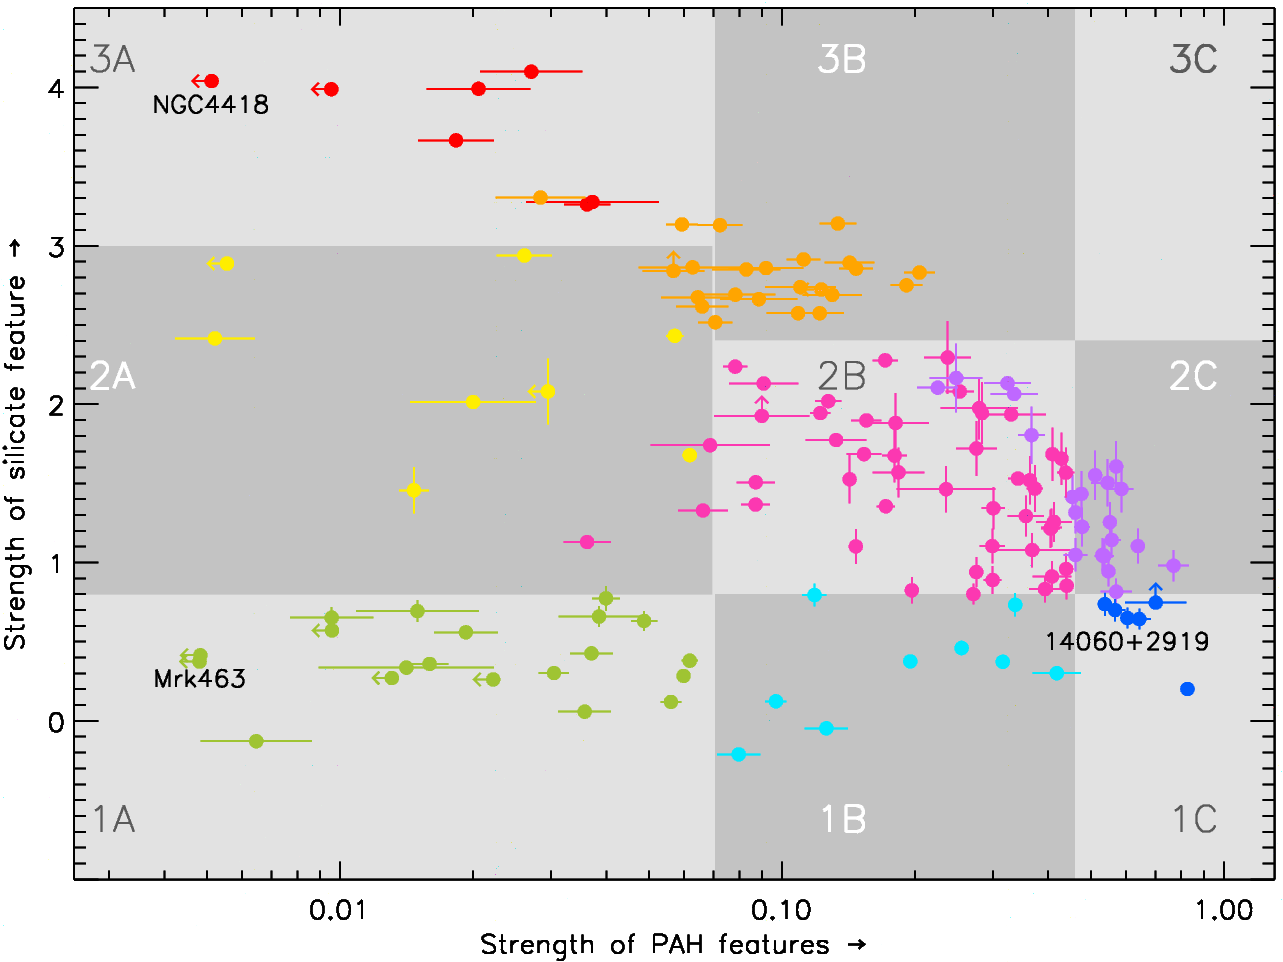 3A 3B 3C
4
NGC4418
3
2A 2B 2C
2
1
14060+2919
Mrk463
0
1A 1B 1C
0.01 0.10 1.00
Strength of PAH features →
Strength of silicate feature →